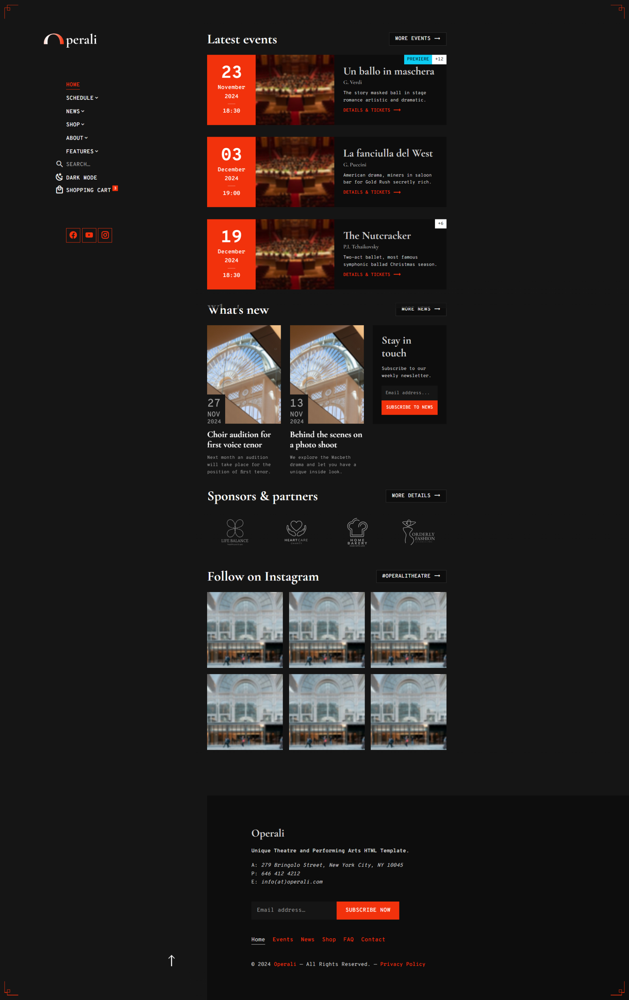 perali
HOME
SCHEDULE
NEWS
SHOP
ABOUT
FEATURES
SEARCH…
DARK MODE
SHOPPING CART 3
Latest events
MORE EVENTS
23
November
2024
18:30
PREMIERE +12
Un ballo in maschera
G. Verdi
The story masked ball in stage
romance artistic and dramatic.
DETAILS & TICKETS
03
December
2024
19:00
La fanciulla del West
G. Puccini
American drama, miners in saloon
bar for Gold Rush secretly rich.
DETAILS & TICKETS
19
December
2024
18:30
+6
The Nutcracker
P.I. Tchaikovsky
Two-act ballet, most famous
symphonic ballad Christmas season.
DETAILS & TICKETS
What's new
MORE NEWS
27
NOV
2024
Choir audition for
first voice tenor
Next month an audition
will take place for the
position of first tenor.
13
NOV
2024
Behind the scenes on
a photo shoot
We explore the Macbeth
drama and let you have a
unique inside look.
Stay in
touch
Subscribe to our
weekly newsletter.
Email address...
SUBSCRIBE TO NEWS
Sponsors & partners
MORE DETAILS
LIFE BALANCE
healthcare & spa
HEARTCARE
CHARITY
HOME
BAKERY
MADE WITH LOVE
ORDERLY
FASHION
Follow on Instagram
#OPERALITHEATRE
Operali
Unique Theatre and Performing Arts HTML Template.
A: 279 Bringolo Street, New York City, NY 10045
P: 646 412 4212
E: info(at)operali.com
Email address…
SUBSCRIBE NOW
Home Events News Shop FAQ Contact
© 2024 Operali — All Rights Reserved. — Privacy Policy